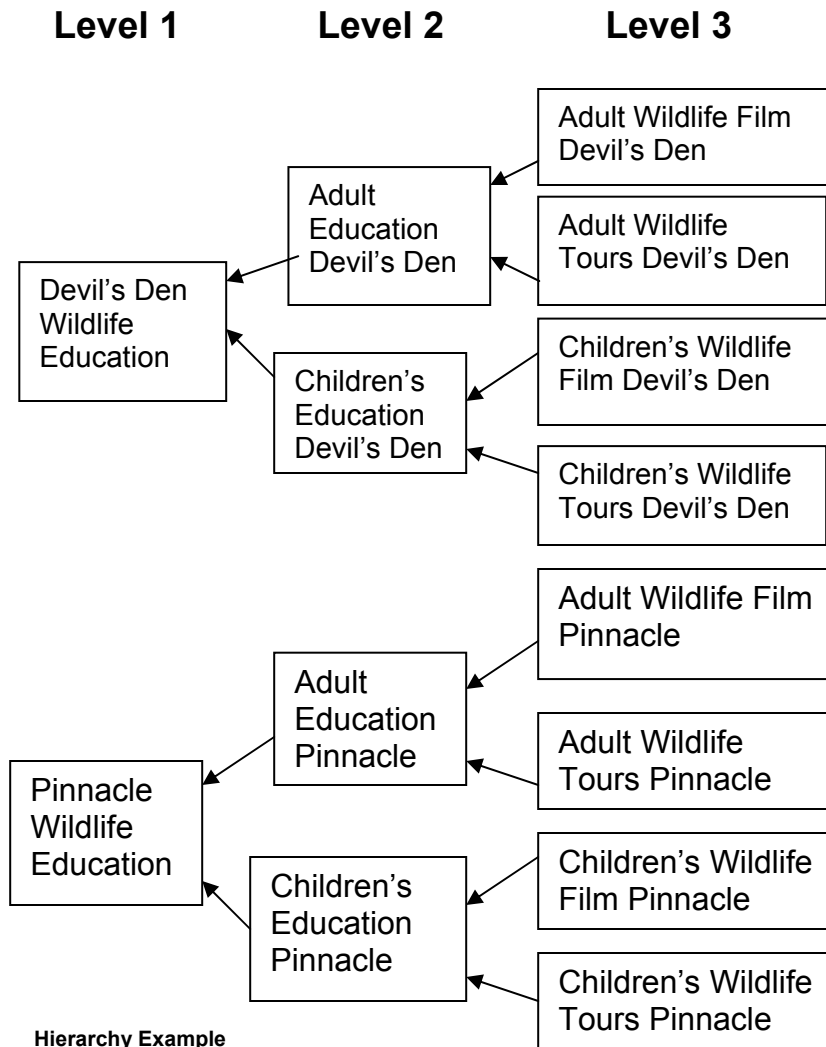 Level 1
Level 2
Level 3
Adult Wildlife Film
Devil’s Den
Adult
Education
Devil’s Den
Adult Wildlife
Tours Devil’s Den
Devil’s Den
Wildlife
Education
Children’s Wildlife
Film Devil’s Den
Children’s
Education
Devil’s Den
Children’s Wildlife
Tours Devil’s Den
Adult Wildlife Film
Pinnacle
Adult
Education
Pinnacle
Adult Wildlife
Tours Pinnacle
Pinnacle
Wildlife
Education
Children’s Wildlife
Film Pinnacle
Children’s
Education
Pinnacle
Children’s Wildlife
Tours Pinnacle
Hierarchy Example